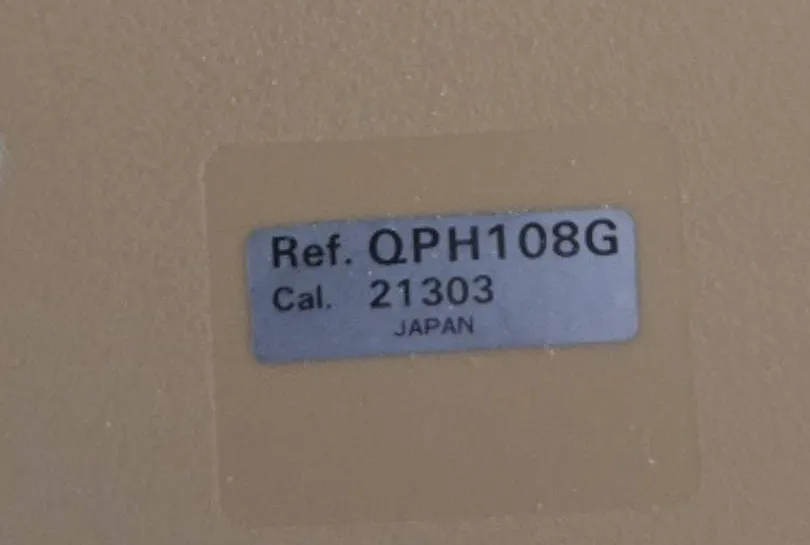 Ref. QPH108G
Cal. 21303
JAPAN